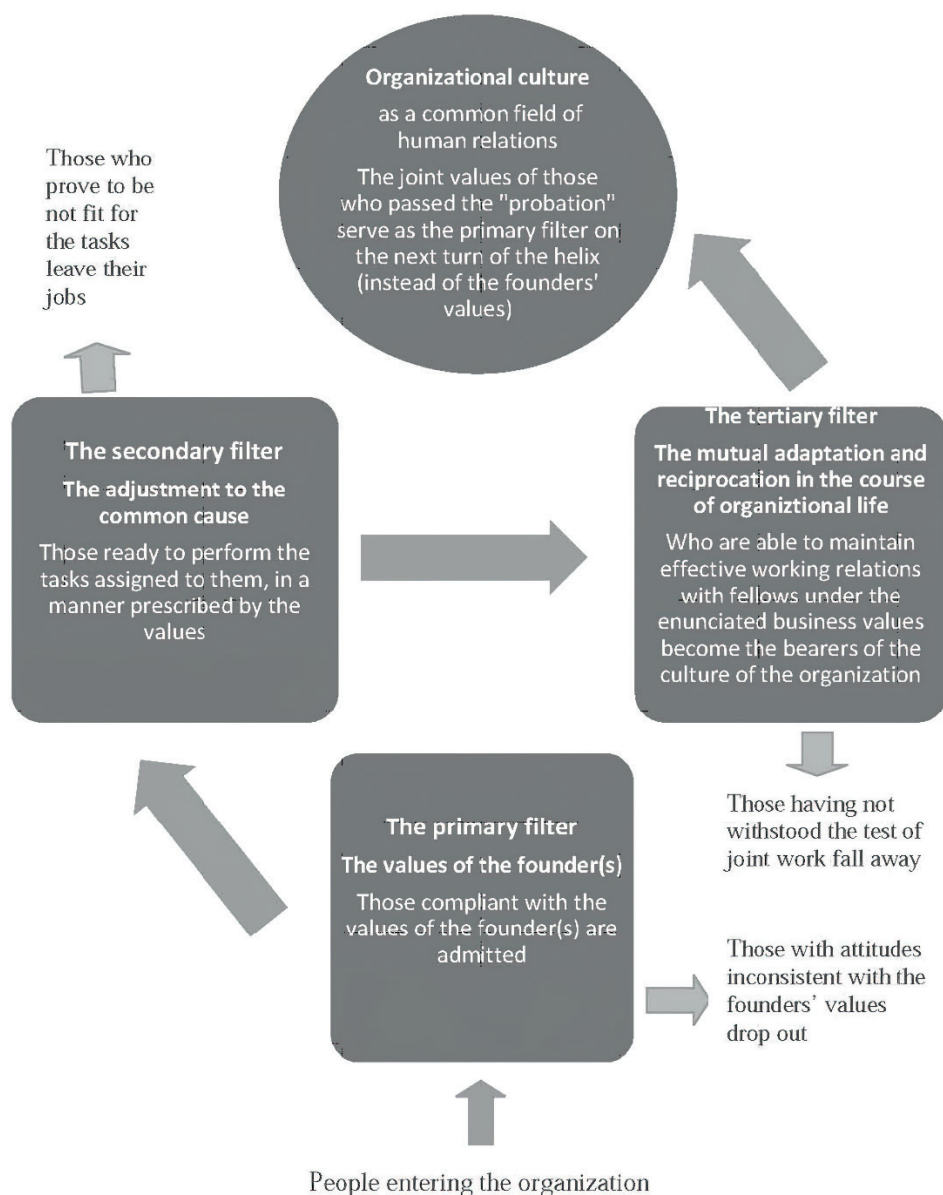 Organizational culture
as a common field of
human relations
The joint values of those
who passed the "probation"
serve as the primary filter on
the next turn of the helix
(instead of the founders'
values)
Those who
prove to be
not fit for
the tasks
leave their
jobs
The secondary filter
The adjustment to the
common cause
Those ready to perform the
tasks assigned to them, in a
manner prescribed by the
values
The tertiary filter
The mutual adaptation and
reciprocation in the course
of organiztional life
Who are able to maintain
effective working relations
with fellows under the
enunciated business values
become the bearers of the
culture of the organization
Those having not
withstood the test of
joint work fall away
The primary filter
The values of the founder(s)
Those compliant with the
values of the founder(s) are
admitted
Those with attitudes
inconsistent with the
founders’ values
drop out
People entering the organization